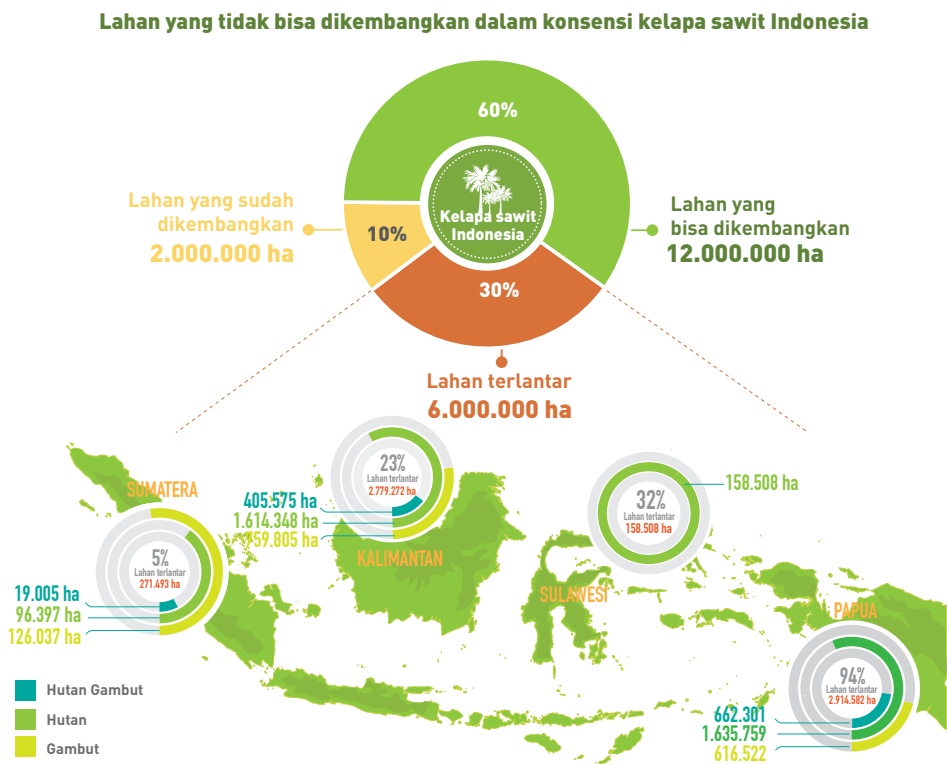 Lahan yang tidak bisa dikembangkan dalam konsensi kelapa sawit Indonesia
60%
Lahan yang sudah
dikembangkan
2.000.000 ha
10%
Kelapa sawit
Indonesia
Lahan yang
bisa dikembangkan
12.000.000 ha
30%
Lahan terlantar
6.000.000 ha
SUMATERA
5%
Lahan terlantar
271.493 ha
19.005 ha
96.397 ha
126.037 ha
23%
Lahan terlantar
2.779.272 ha
405.575 ha
1.614.348 ha
59.805 ha
KALIMANTAN
32%
Lahan terlantar
158.508 ha
158.508 ha
SULAWESI
PAPUA
94%
Lahan terlantar
2.914.582 ha
662.301
1.635.759
616.522
Hutan Gambut
Hutan
Gambut